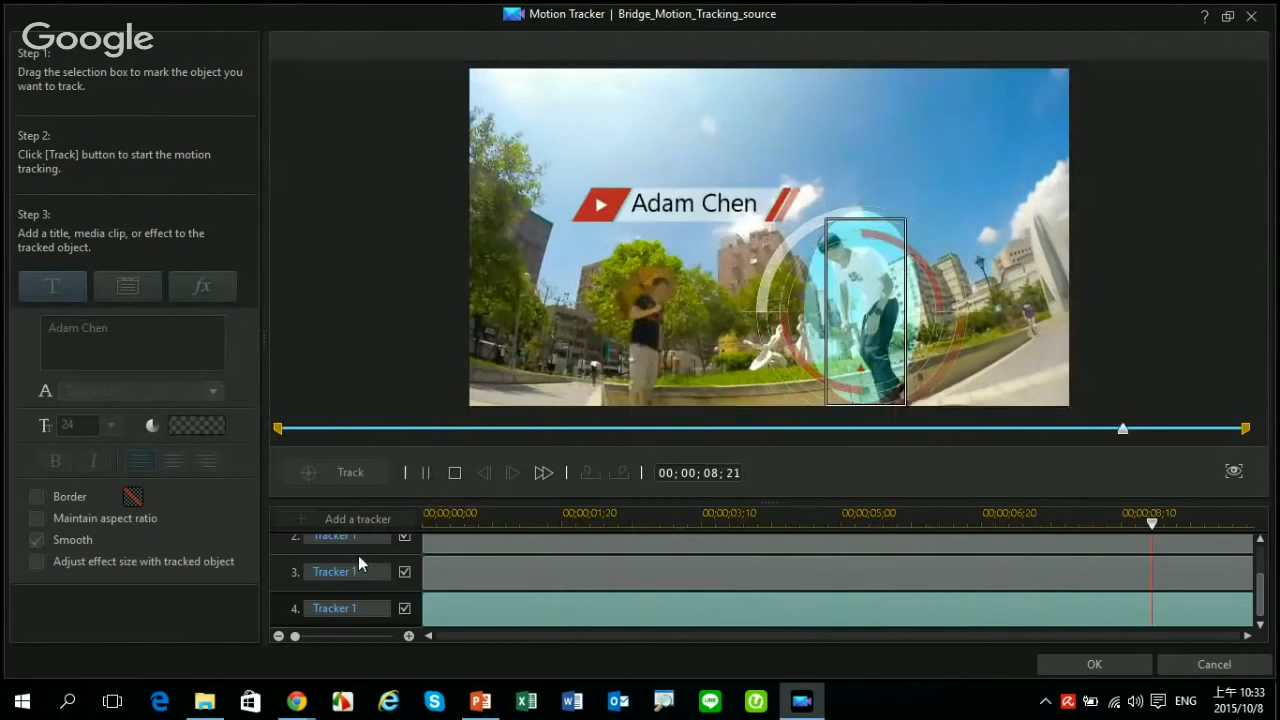 Motion Tracker | Bridge_Motion_Tracking_source
?
Google
Step 1:
Drag the selection box to mark the object you
want to track.
Step 2:
Click [Track] button to start the motion
tracking.
Step 3:
Add a title, media clip, or effect to the
tracked object.
T
fx
Adam Chen
A
TT 24
B I
Border
Maintain aspect ratio
Smooth
Adjust effect size with tracked object
Adam Chen
Track
00; 00; 08; 21
Add a tracker
00;00;00;00 00;00;01;20 00;00;03;10 00;00;05;00 00;00;06;20 00;00;08;10
2. Tracker 1
3. Tracker 1
4. Tracker 1
OK Cancel
ENG
上午 10:33
2015/10/8